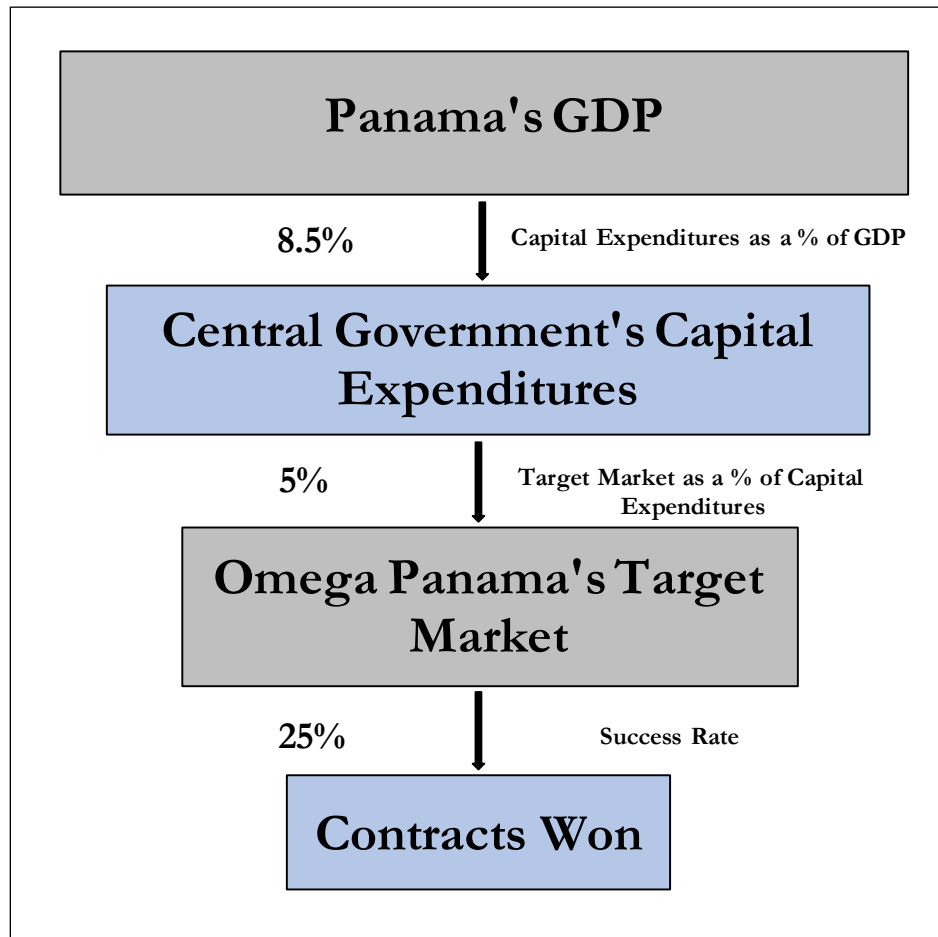 Panama's GDP
8.5%
Capital Expenditures as a % of GDP
Central Government's Capital
Expenditures
5%
Target Market as a % of Capital
Expenditures
Omega Panama's Target
Market
25%
Success Rate
Contracts Won